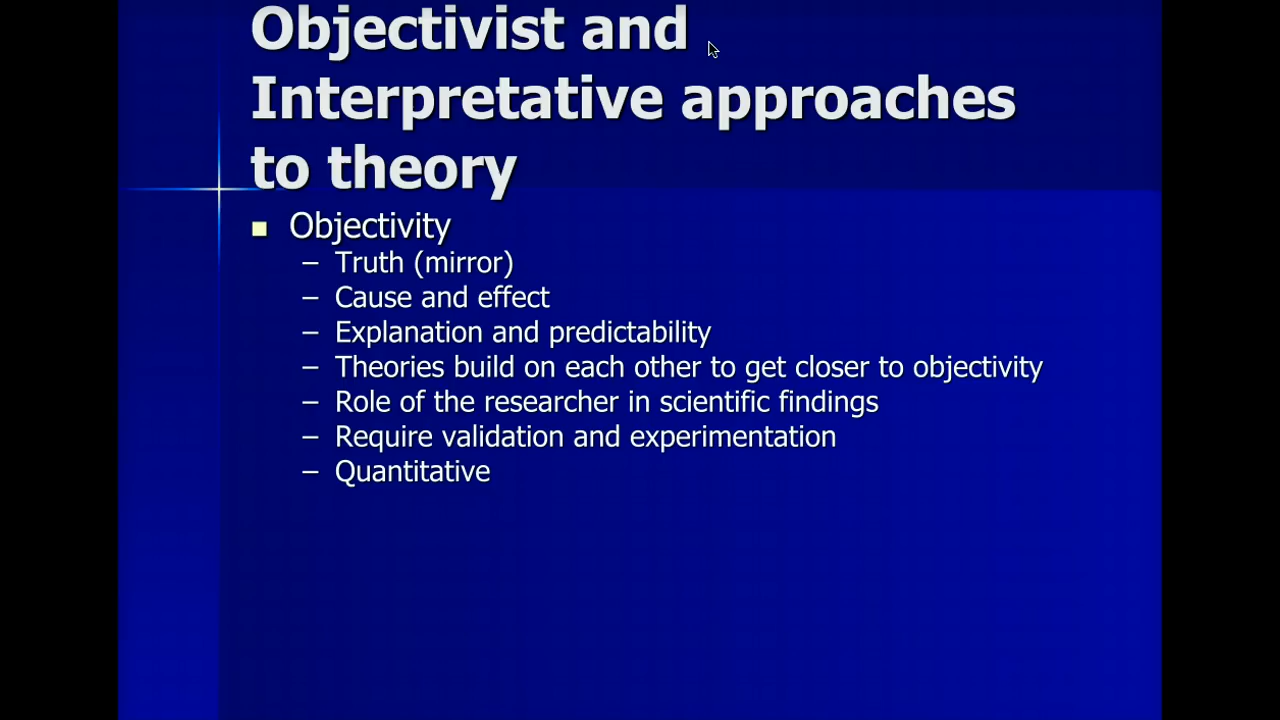 Objectivist and
Interpretative approaches
to theory
Objectivity
– Truth (mirror)
– Cause and effect
– Explanation and predictability
– Theories build on each other to get closer to objectivity
– Role of the researcher in scientific findings
– Require validation and experimentation
– Quantitative